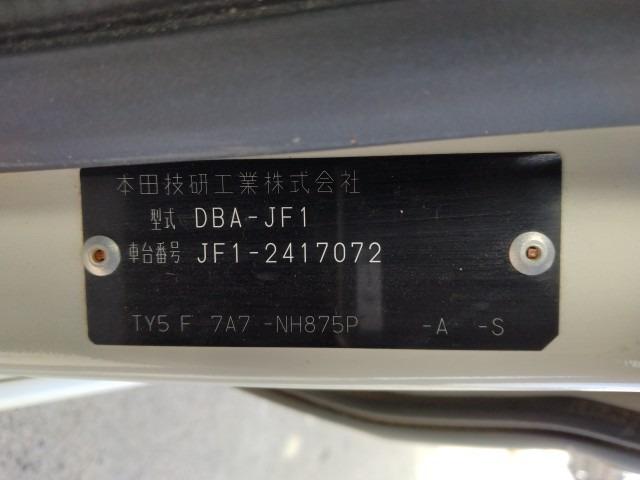 本田技研工業株式会社
型式 DBA-JF1
車台番号 JF1-2417072
TY5 F 7A7 -NH875P -A -S